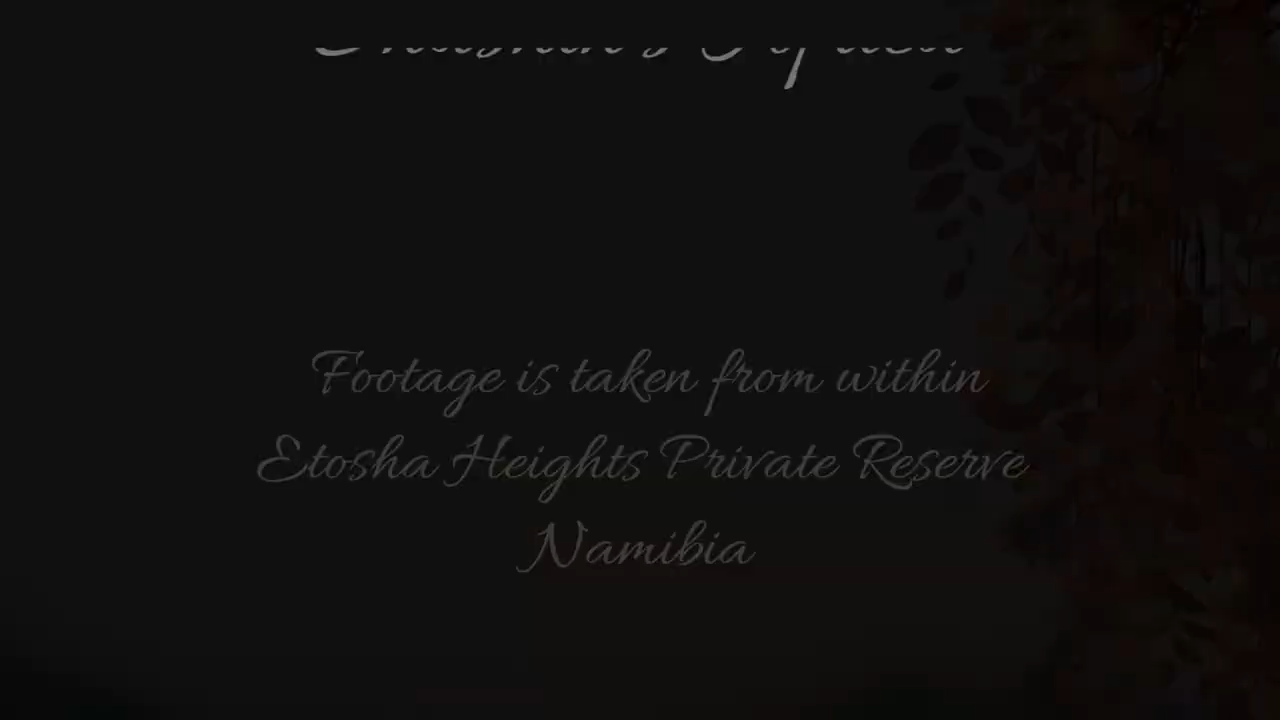 Footage is taken from within
Etosha Heights Private Reserve
Namibia